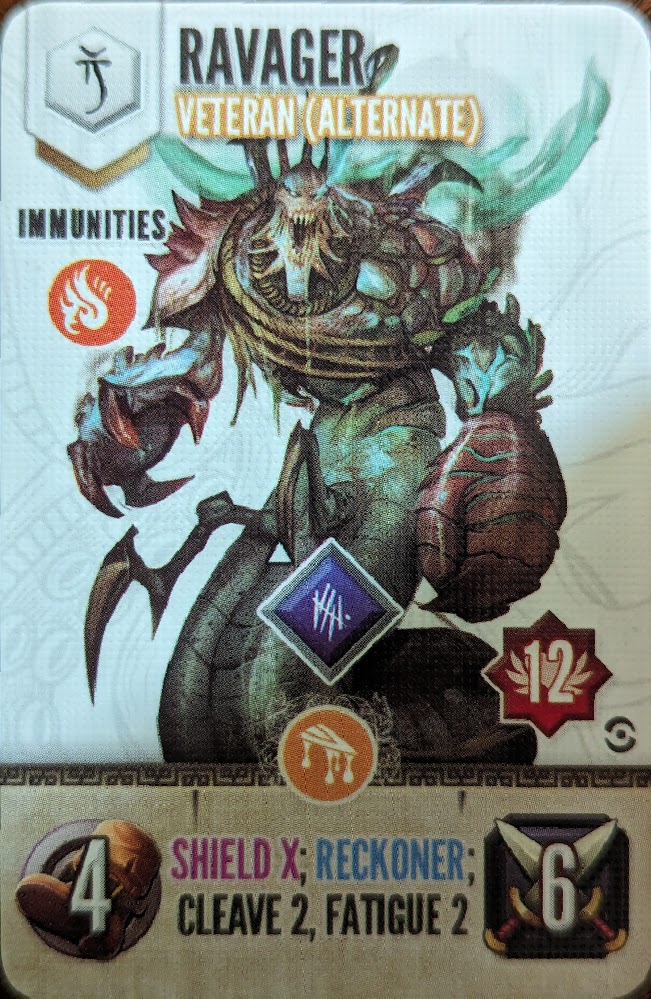 RAVAGER
VETERAN (ALTERNATE)
IMMUNITIES
12
4
SHIELD X; RECKONER;
CLEAVE 2, FATIGUE 2
6